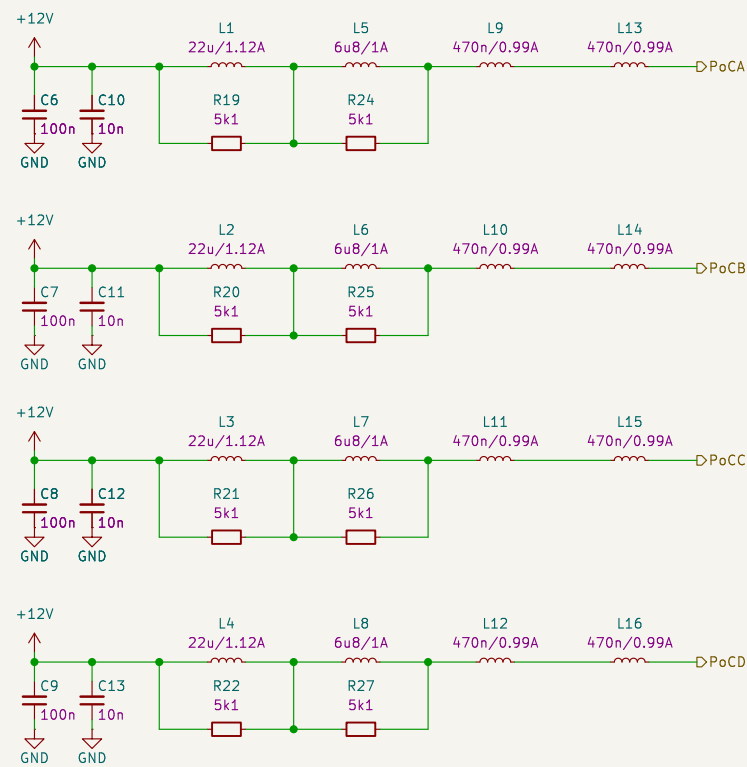 +12V
L1 L5 L9 L13
22u/1.12A 6u8/1A 470n/0.99A 470n/0.99A
PoCA
C6 C10 R19 R24
5k1 5k1
100n 10n
GND GND
+12V
L2 L6 L10 L14
22u/1.12A 6u8/1A 470n/0.99A 470n/0.99A
PoCB
C7 C11 R20 R25
5k1 5k1
100n 10n
GND GND
+12V
L3 L7 L11 L15
22u/1.12A 6u8/1A 470n/0.99A 470n/0.99A
PoCC
C8 C12 R21 R26
5k1 5k1
100n 10n
GND GND
+12V
L4 L8 L12 L16
22u/1.12A 6u8/1A 470n/0.99A 470n/0.99A
PoCD
C9 C13 R22 R27
5k1 5k1
100n 10n
GND GND